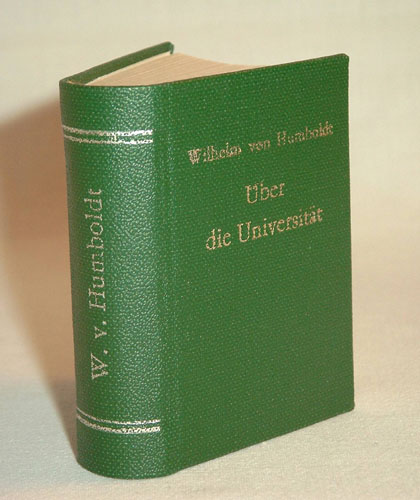 Wilhelm von Humboldt
Über
die Universität
W. v. Humboldt